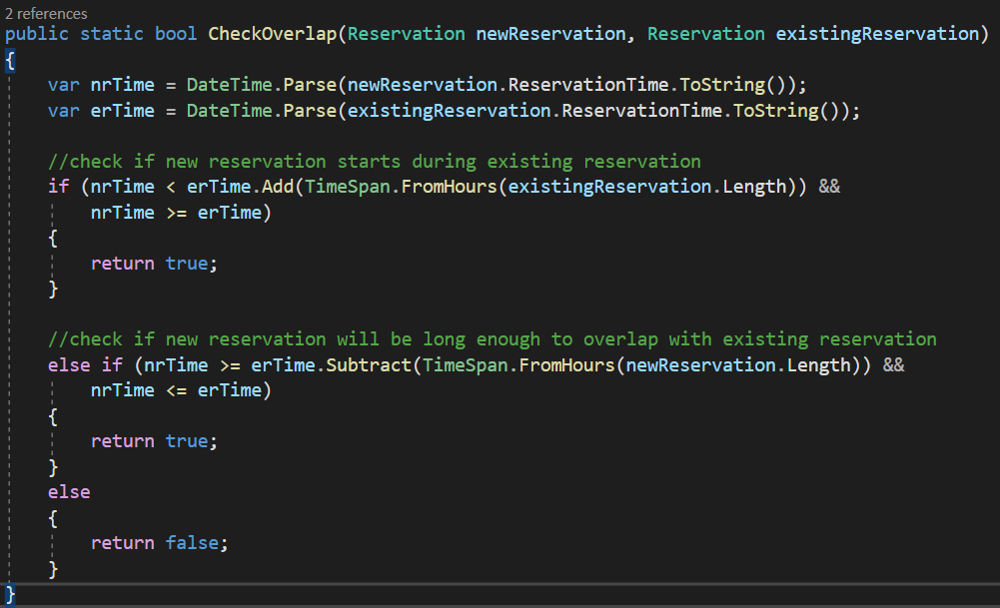 2 references
public static bool CheckOverlap(Reservation newReservation, Reservation existingReservation)
{
    var nrTime = DateTime.Parse(newReservation.ReservationTime.ToString());
    var erTime = DateTime.Parse(existingReservation.ReservationTime.ToString());

    //check if new reservation starts during existing reservation
    if (nrTime < erTime.Add(TimeSpan.FromHours(existingReservation.Length)) &&
        nrTime >= erTime)
    {
        return true;
    }

    //check if new reservation will be long enough to overlap with existing reservation
    else if (nrTime >= erTime.Subtract(TimeSpan.FromHours(newReservation.Length)) &&
        nrTime <= erTime)
    {
        return true;
    }
    else
    {
        return false;
    }
}